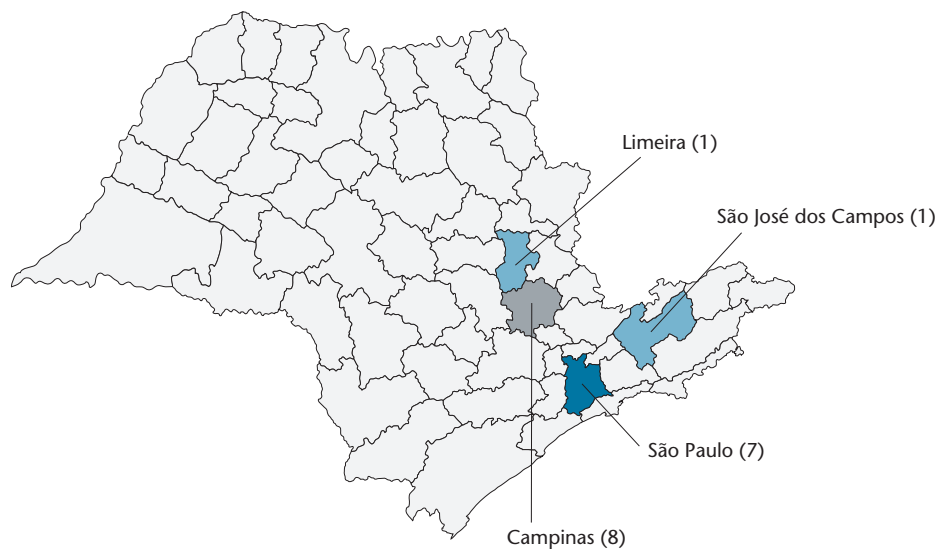 Limeira (1)
São José dos Campos (1)
São Paulo (7)
Campinas (8)